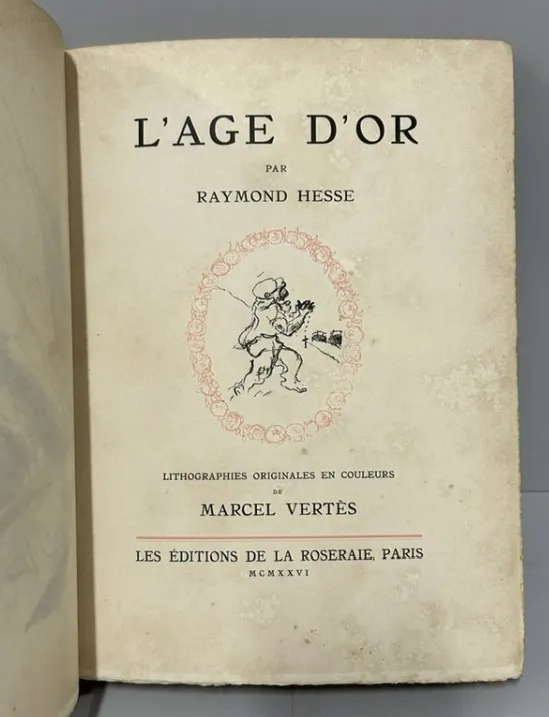 L'AGE D'OR
PAR
RAYMOND HESSE
LITHOGRAPHIES ORIGINALES EN COULEURS
DE
MARCEL VERTÈS
LES ÉDITIONS DE LA ROSERAIE, PARIS
MCMXXVI